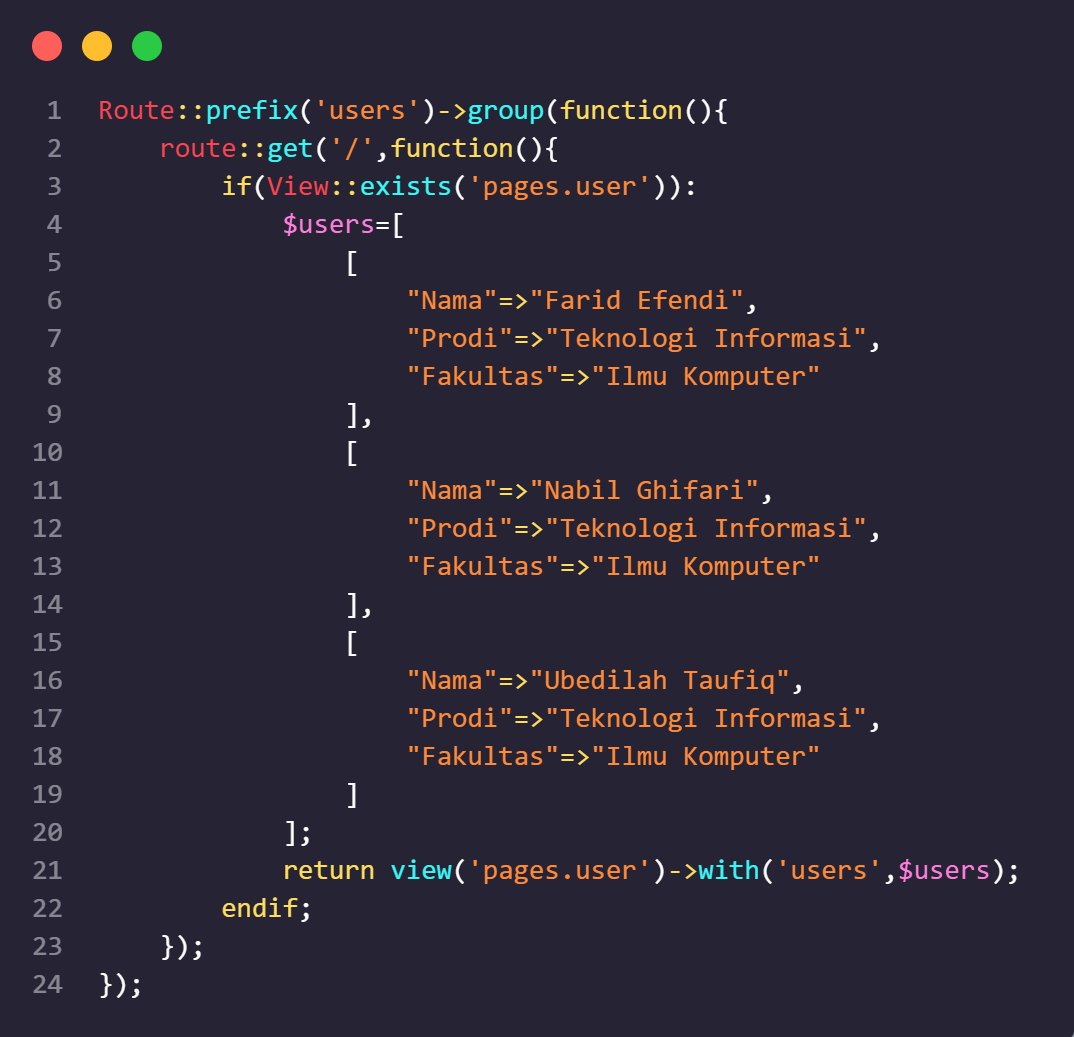 1 Route::prefix('users')->group(function(){
2     route::get('/',function(){
3         if(View::exists('pages.user')):
4             $users=[
5                 [
6                     "Nama"=>"Farid Efendi",
7                     "Prodi"=>"Teknologi Informasi",
8                     "Fakultas"=>"Ilmu Komputer"
9                 ],
10                 [
11                     "Nama"=>"Nabil Ghifari",
12                     "Prodi"=>"Teknologi Informasi",
13                     "Fakultas"=>"Ilmu Komputer"
14                 ],
15                 [
16                     "Nama"=>"Ubedilah Taufiq",
17                     "Prodi"=>"Teknologi Informasi",
18                     "Fakultas"=>"Ilmu Komputer"
19                 ]
20             ];
21             return view('pages.user')->with('users',$users);
22         endif;
23     });
24 });